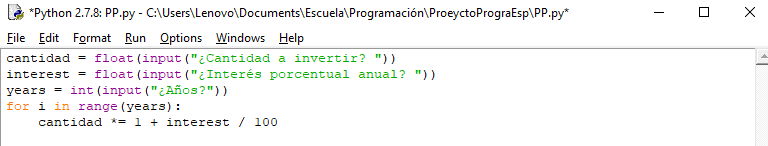 *Python 2.7.8: PP.py - C:\Users\Lenovo\Documents\Escuela\Programación\ProeyctoPrograEsp\PP.py*
File Edit Format Run Options Windows Help
cantidad = float(input("¿Cantidad a invertir? "))
interest = float(input("¿Interés porcentual anual? "))
years = int(input("¿Años?"))
for i in range(years):
    cantidad *= 1 + interest / 100